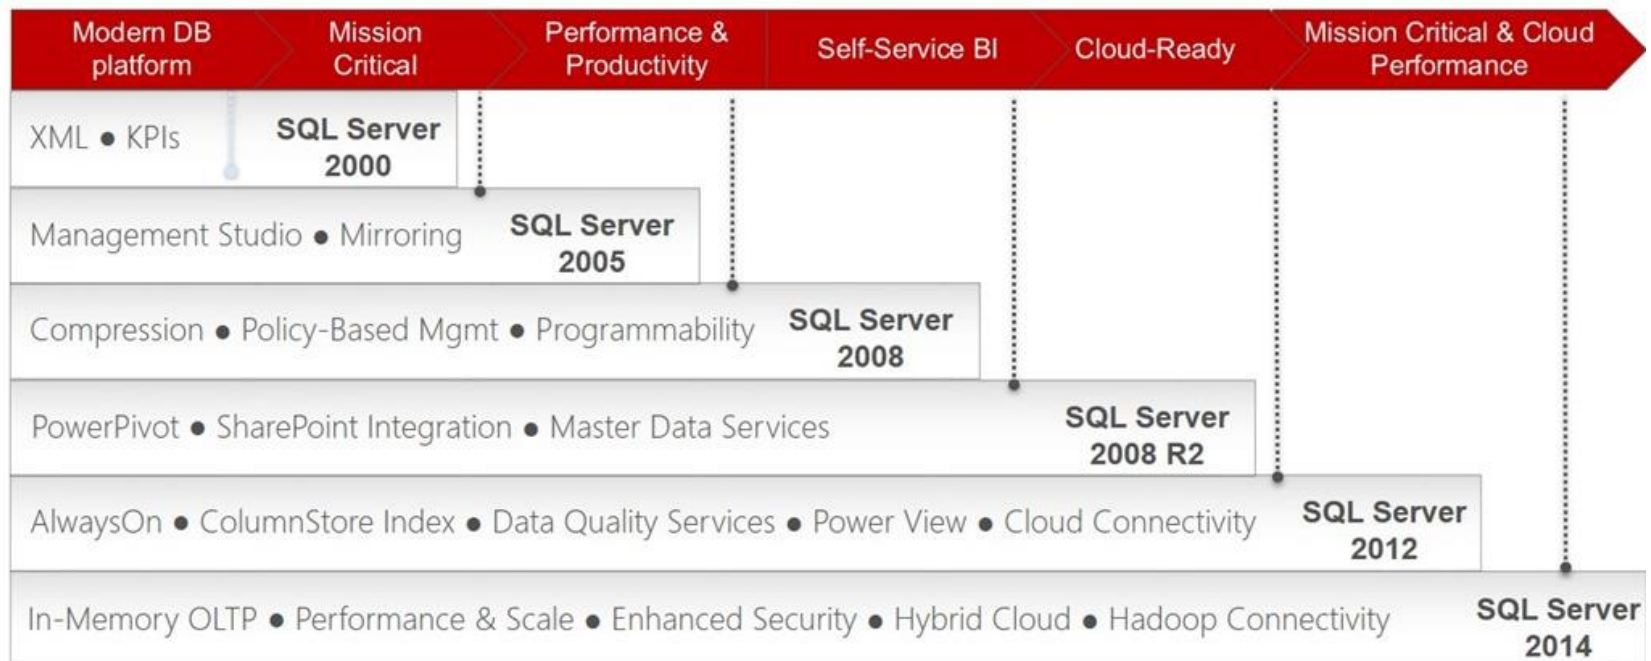 Modern DB
platform
Mission
Critical
Performance &
Productivity
Self-Service BI
Cloud-Ready
Mission Critical & Cloud
Performance
XML ● KPIs
SQL Server
2000
Management Studio ● Mirroring
SQL Server
2005
Compression ● Policy-Based Mgmt ● Programmability
SQL Server
2008
PowerPivot ● SharePoint Integration ● Master Data Services
SQL Server
2008 R2
AlwaysOn ● ColumnStore Index ● Data Quality Services ● Power View ● Cloud Connectivity
SQL Server
2012
In-Memory OLTP ● Performance & Scale ● Enhanced Security ● Hybrid Cloud ● Hadoop Connectivity
SQL Server
2014